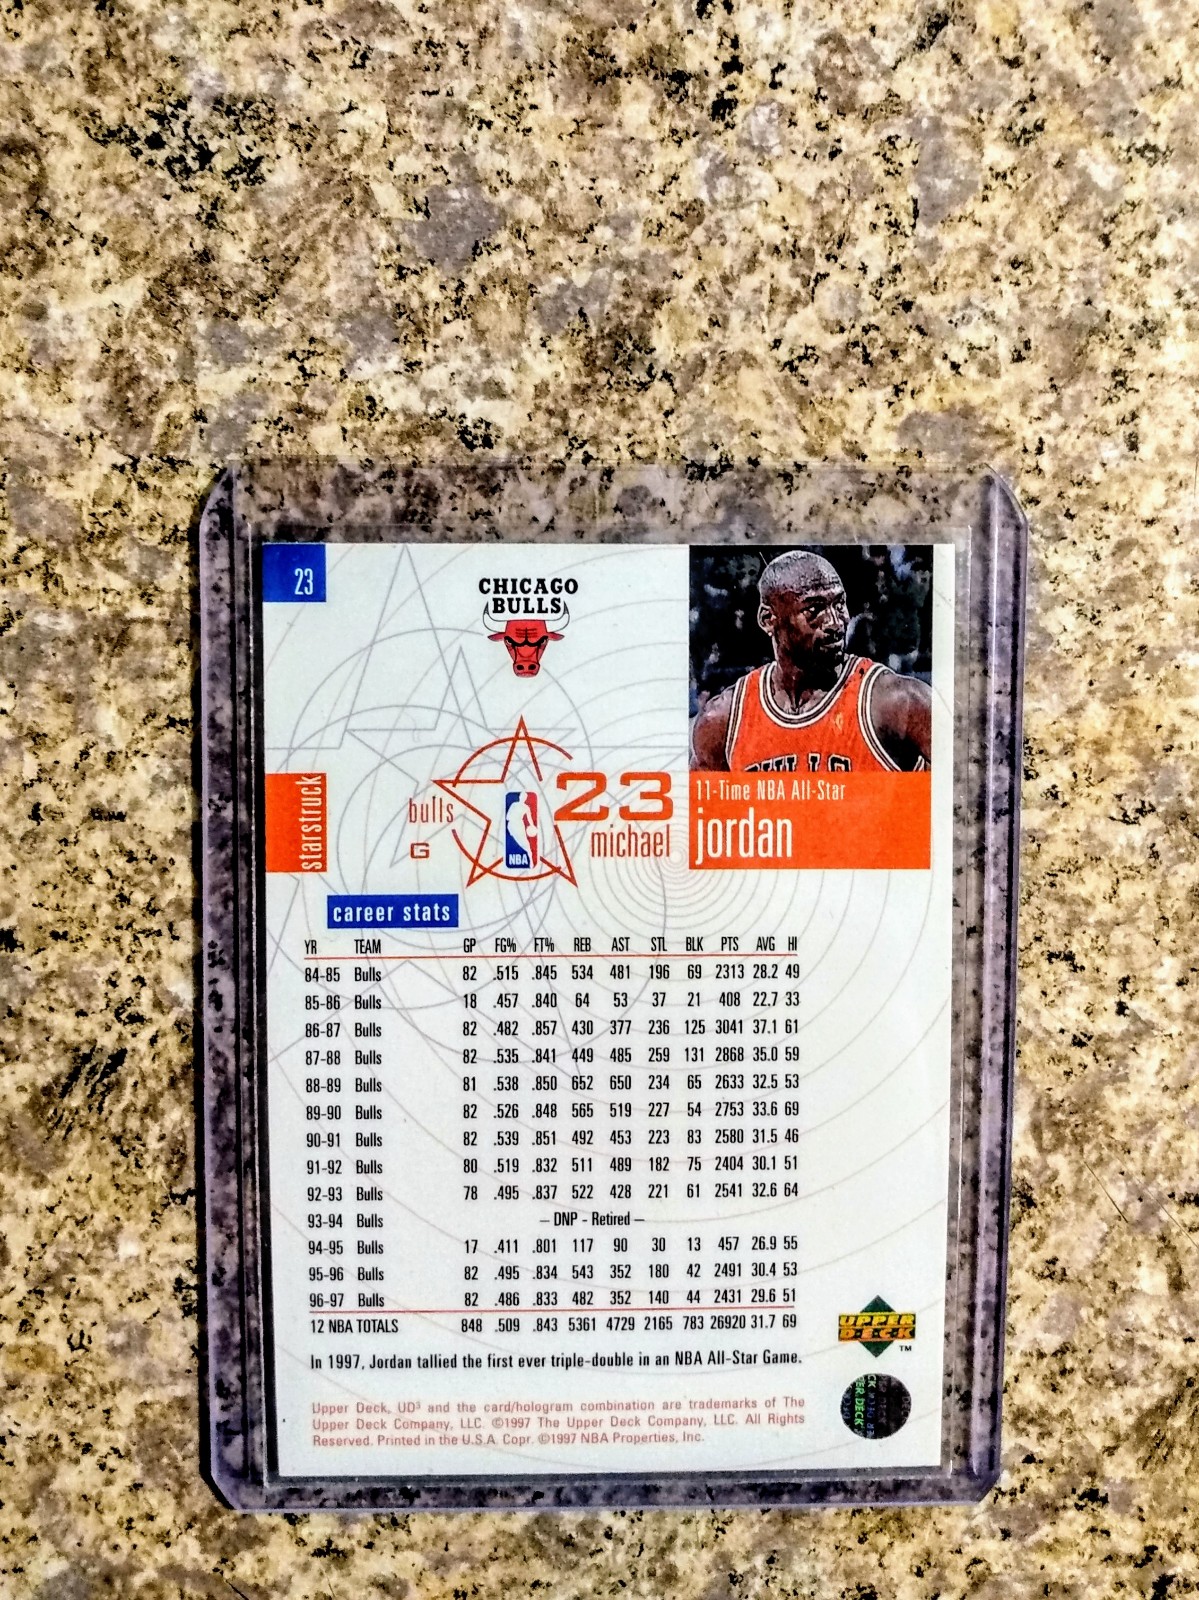 23
CHICAGO
BULLS
starstruck
bulls
G
NBA
23
michael
11-Time NBA All-Star
jordan
career stats
YR TEAM GP FG% FT% REB AST STL BLK PTS AVG HI
84-85 Bulls 82 .515 .845 534 481 196 69 2313 28.2 49
85-86 Bulls 18 .457 .840 64 53 37 21 408 22.7 33
86-87 Bulls 82 .482 .857 430 377 236 125 3041 37.1 61
87-88 Bulls 82 .535 .841 449 485 259 131 2868 35.0 59
88-89 Bulls 81 .538 .850 652 650 234 65 2633 32.5 53
89-90 Bulls 82 .526 .848 565 519 227 54 2753 33.6 69
90-91 Bulls 82 .539 .851 492 453 223 83 2580 31.5 46
91-92 Bulls 80 .519 .832 511 489 182 75 2404 30.1 51
92-93 Bulls 78 .495 .837 522 428 221 61 2541 32.6 64
93-94 Bulls – DNP - Retired –
94-95 Bulls 17 .411 .801 117 90 30 13 457 26.9 55
95-96 Bulls 82 .495 .834 543 352 180 42 2491 30.4 53
96-97 Bulls 82 .486 .833 482 352 140 44 2431 29.6 51
12 NBA TOTALS 848 .509 .843 5361 4729 2165 783 26920 31.7 69
In 1997, Jordan tallied the first ever triple-double in an NBA All-Star Game.
UPPER
DECK
™
Upper Deck, UD³ and the card/hologram combination are trademarks of The
Upper Deck Company, LLC. ©1997 The Upper Deck Company, LLC. All Rights
Reserved. Printed in the U.S.A. Copr. ©1997 NBA Properties, Inc.